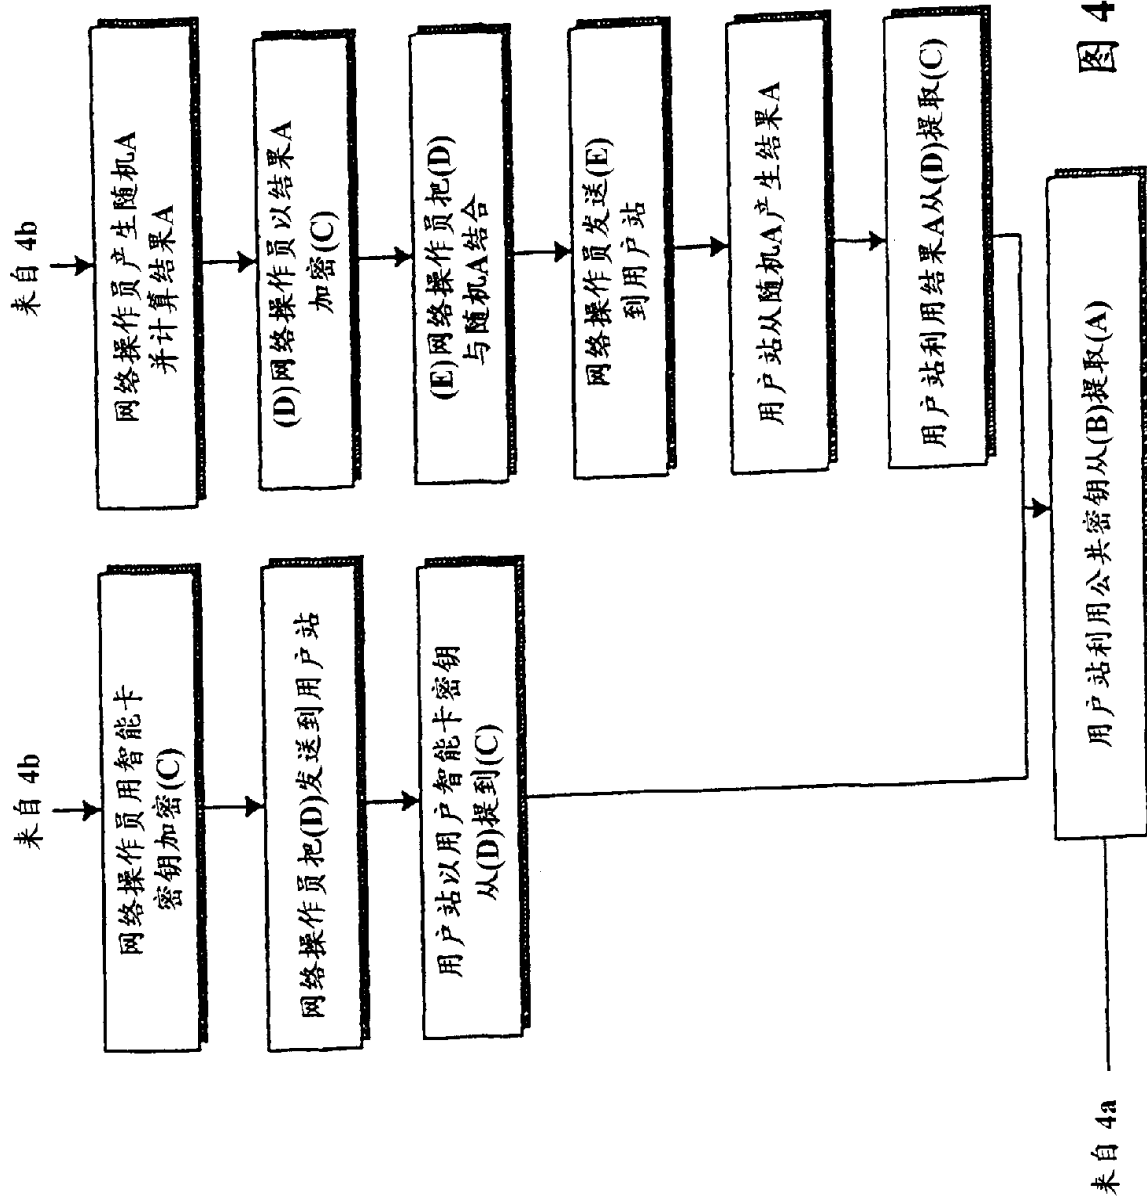 来自 4b
网络操作员用智能卡
密钥加密(C)
网络操作员把(D)发送到用户站
用户站以用户智能卡密钥
从(D)提到(C)
来自 4b
网络操作员产生随机A
并计算结果A
(D)网络操作员以结果A
加密(C)
(E)网络操作员把(D)
与随机A结合
网络操作员发送(E)
到用户站
用户站从随机A产生结果A
用户站利用结果A从(D)提取(C)
来自 4a
用户站利用公共密钥从(B)提取(A)
图 4